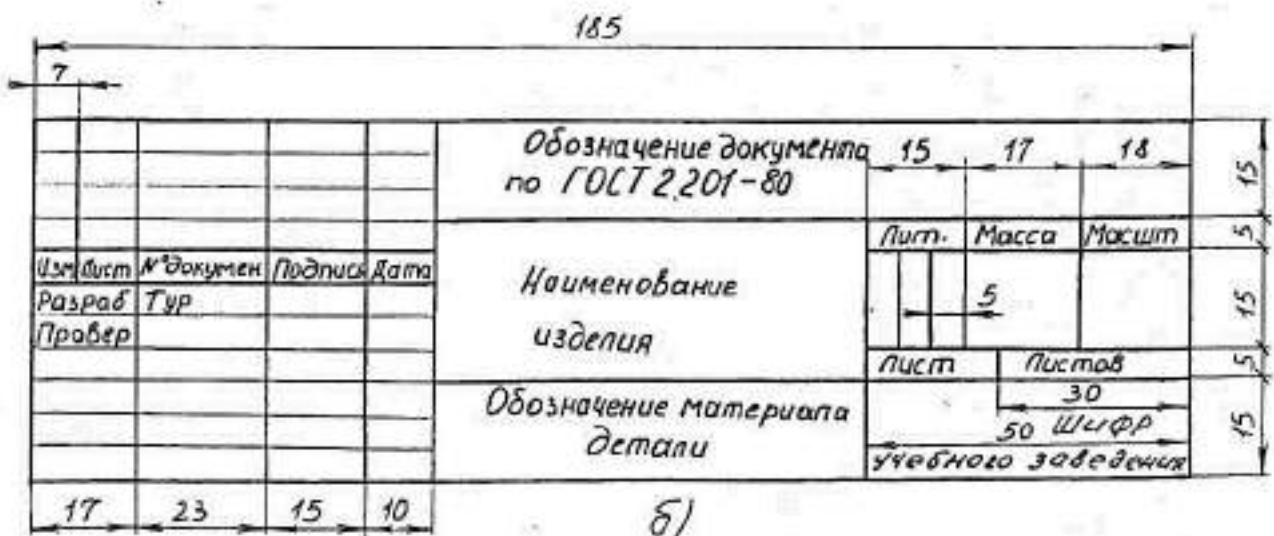 185
7
Обозначение документа
по ГОСТ 2.201-80
15 17 18
15
Лит. Масса Масшт
5
Изм Лист №докумен Подпись Дата
Разраб Тур
Провер
Наименование
изделия
5
15
Лист Листов
5
Обозначение материала
детали
30
50 Шифр
учебного заведения
15
17 23 15 10
б)